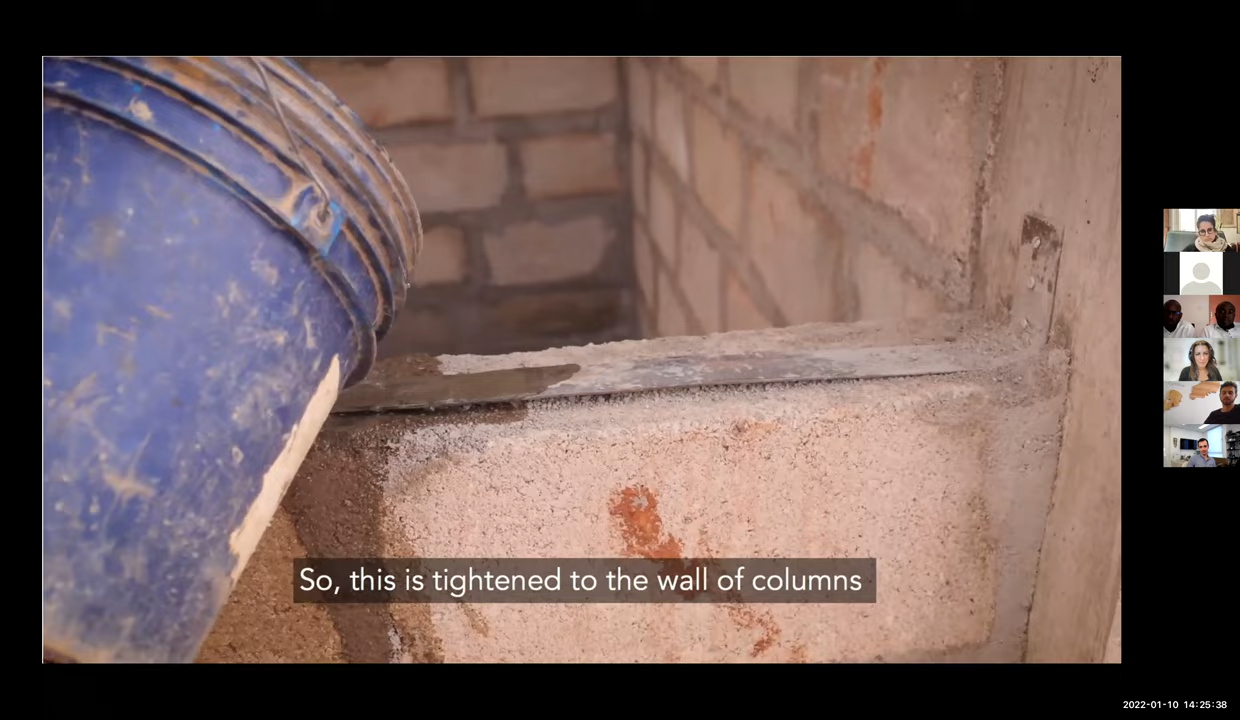 So, this is tightened to the wall of columns
2022-01-10 14:25:38